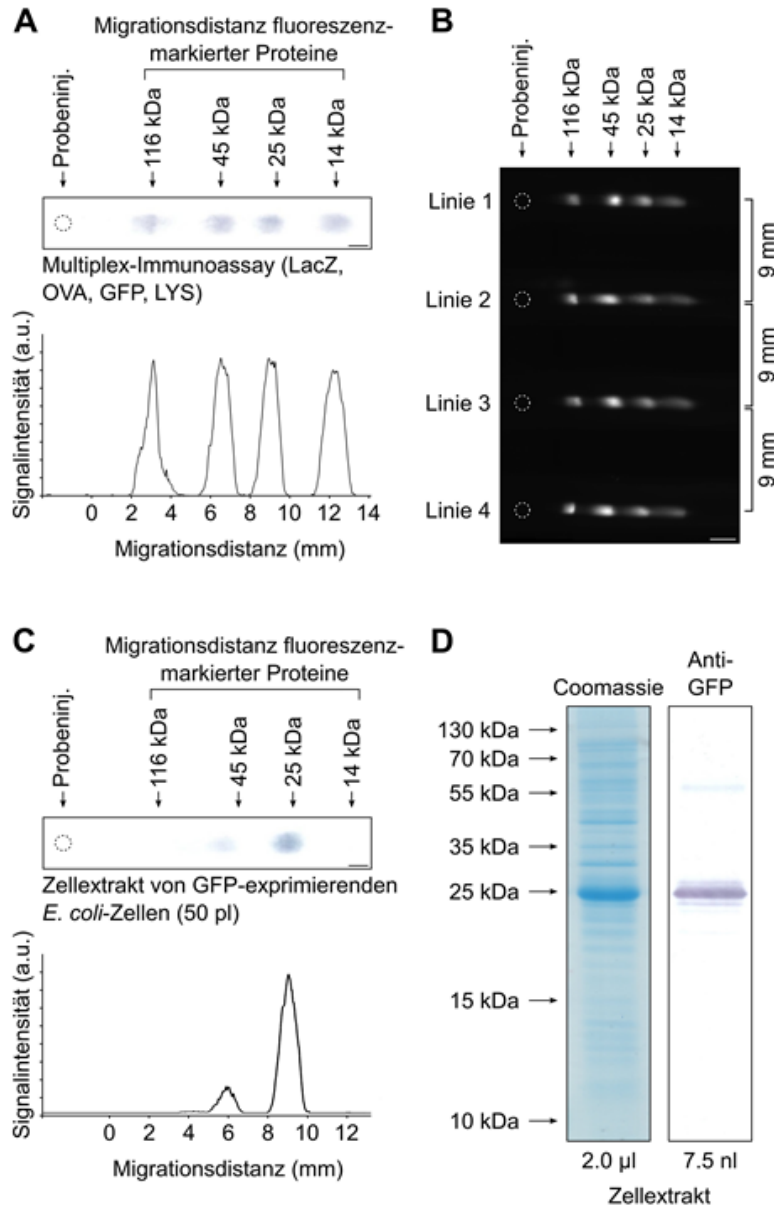 A
Migrationsdistanz fluoreszenz-
markierter Proteine
Probeninj.
116 kDa
45 kDa
25 kDa
14 kDa
Multiplex-Immunoassay (LacZ,
OVA, GFP, LYS)
Signalintensität (a.u.)
0 2 4 6 8 10 12 14
Migrationsdistanz (mm)
B
Probeninj.
116 kDa
45 kDa
25 kDa
14 kDa
Linie 1
Linie 2
Linie 3
Linie 4
9 mm
9 mm
9 mm
C
Migrationsdistanz fluoreszenz-
markierter Proteine
Probeninj.
116 kDa
45 kDa
25 kDa
14 kDa
Zellextrakt von GFP-exprimierenden
E. coli-Zellen (50 pl)
Signalintensität (a.u.)
0 2 4 6 8 10 12
Migrationsdistanz (mm)
D
Coomassie
Anti-
GFP
130 kDa
70 kDa
55 kDa
35 kDa
25 kDa
15 kDa
10 kDa
2.0 µl
7.5 nl
Zellextrakt